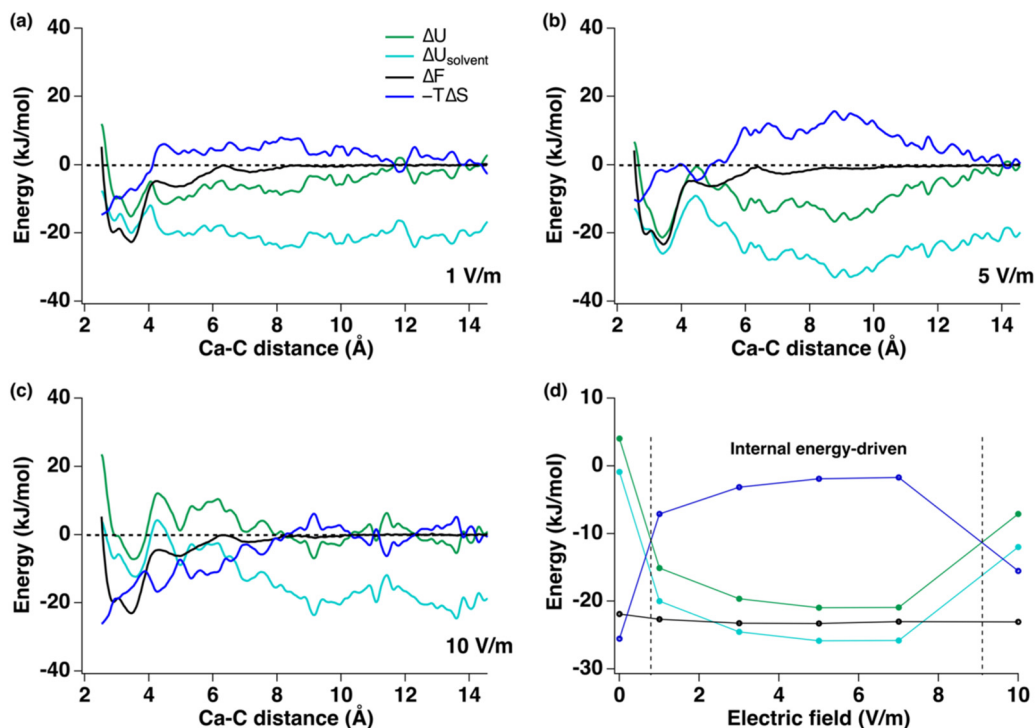 (a)
40
20
0
-20
-40
Energy (kJ/mol)
ΔU
ΔUsolvent
ΔF
−TΔS
1 V/m
2 4 6 8 10 12 14
Ca-C distance (Å)
(b)
40
20
0
-20
-40
Energy (kJ/mol)
5 V/m
2 4 6 8 10 12 14
Ca-C distance (Å)
(c)
40
20
0
-20
-40
Energy (kJ/mol)
10 V/m
2 4 6 8 10 12 14
Ca-C distance (Å)
(d)
10
0
-10
-20
-30
Energy (kJ/mol)
Internal energy-driven
0 2 4 6 8 10
Electric field (V/m)